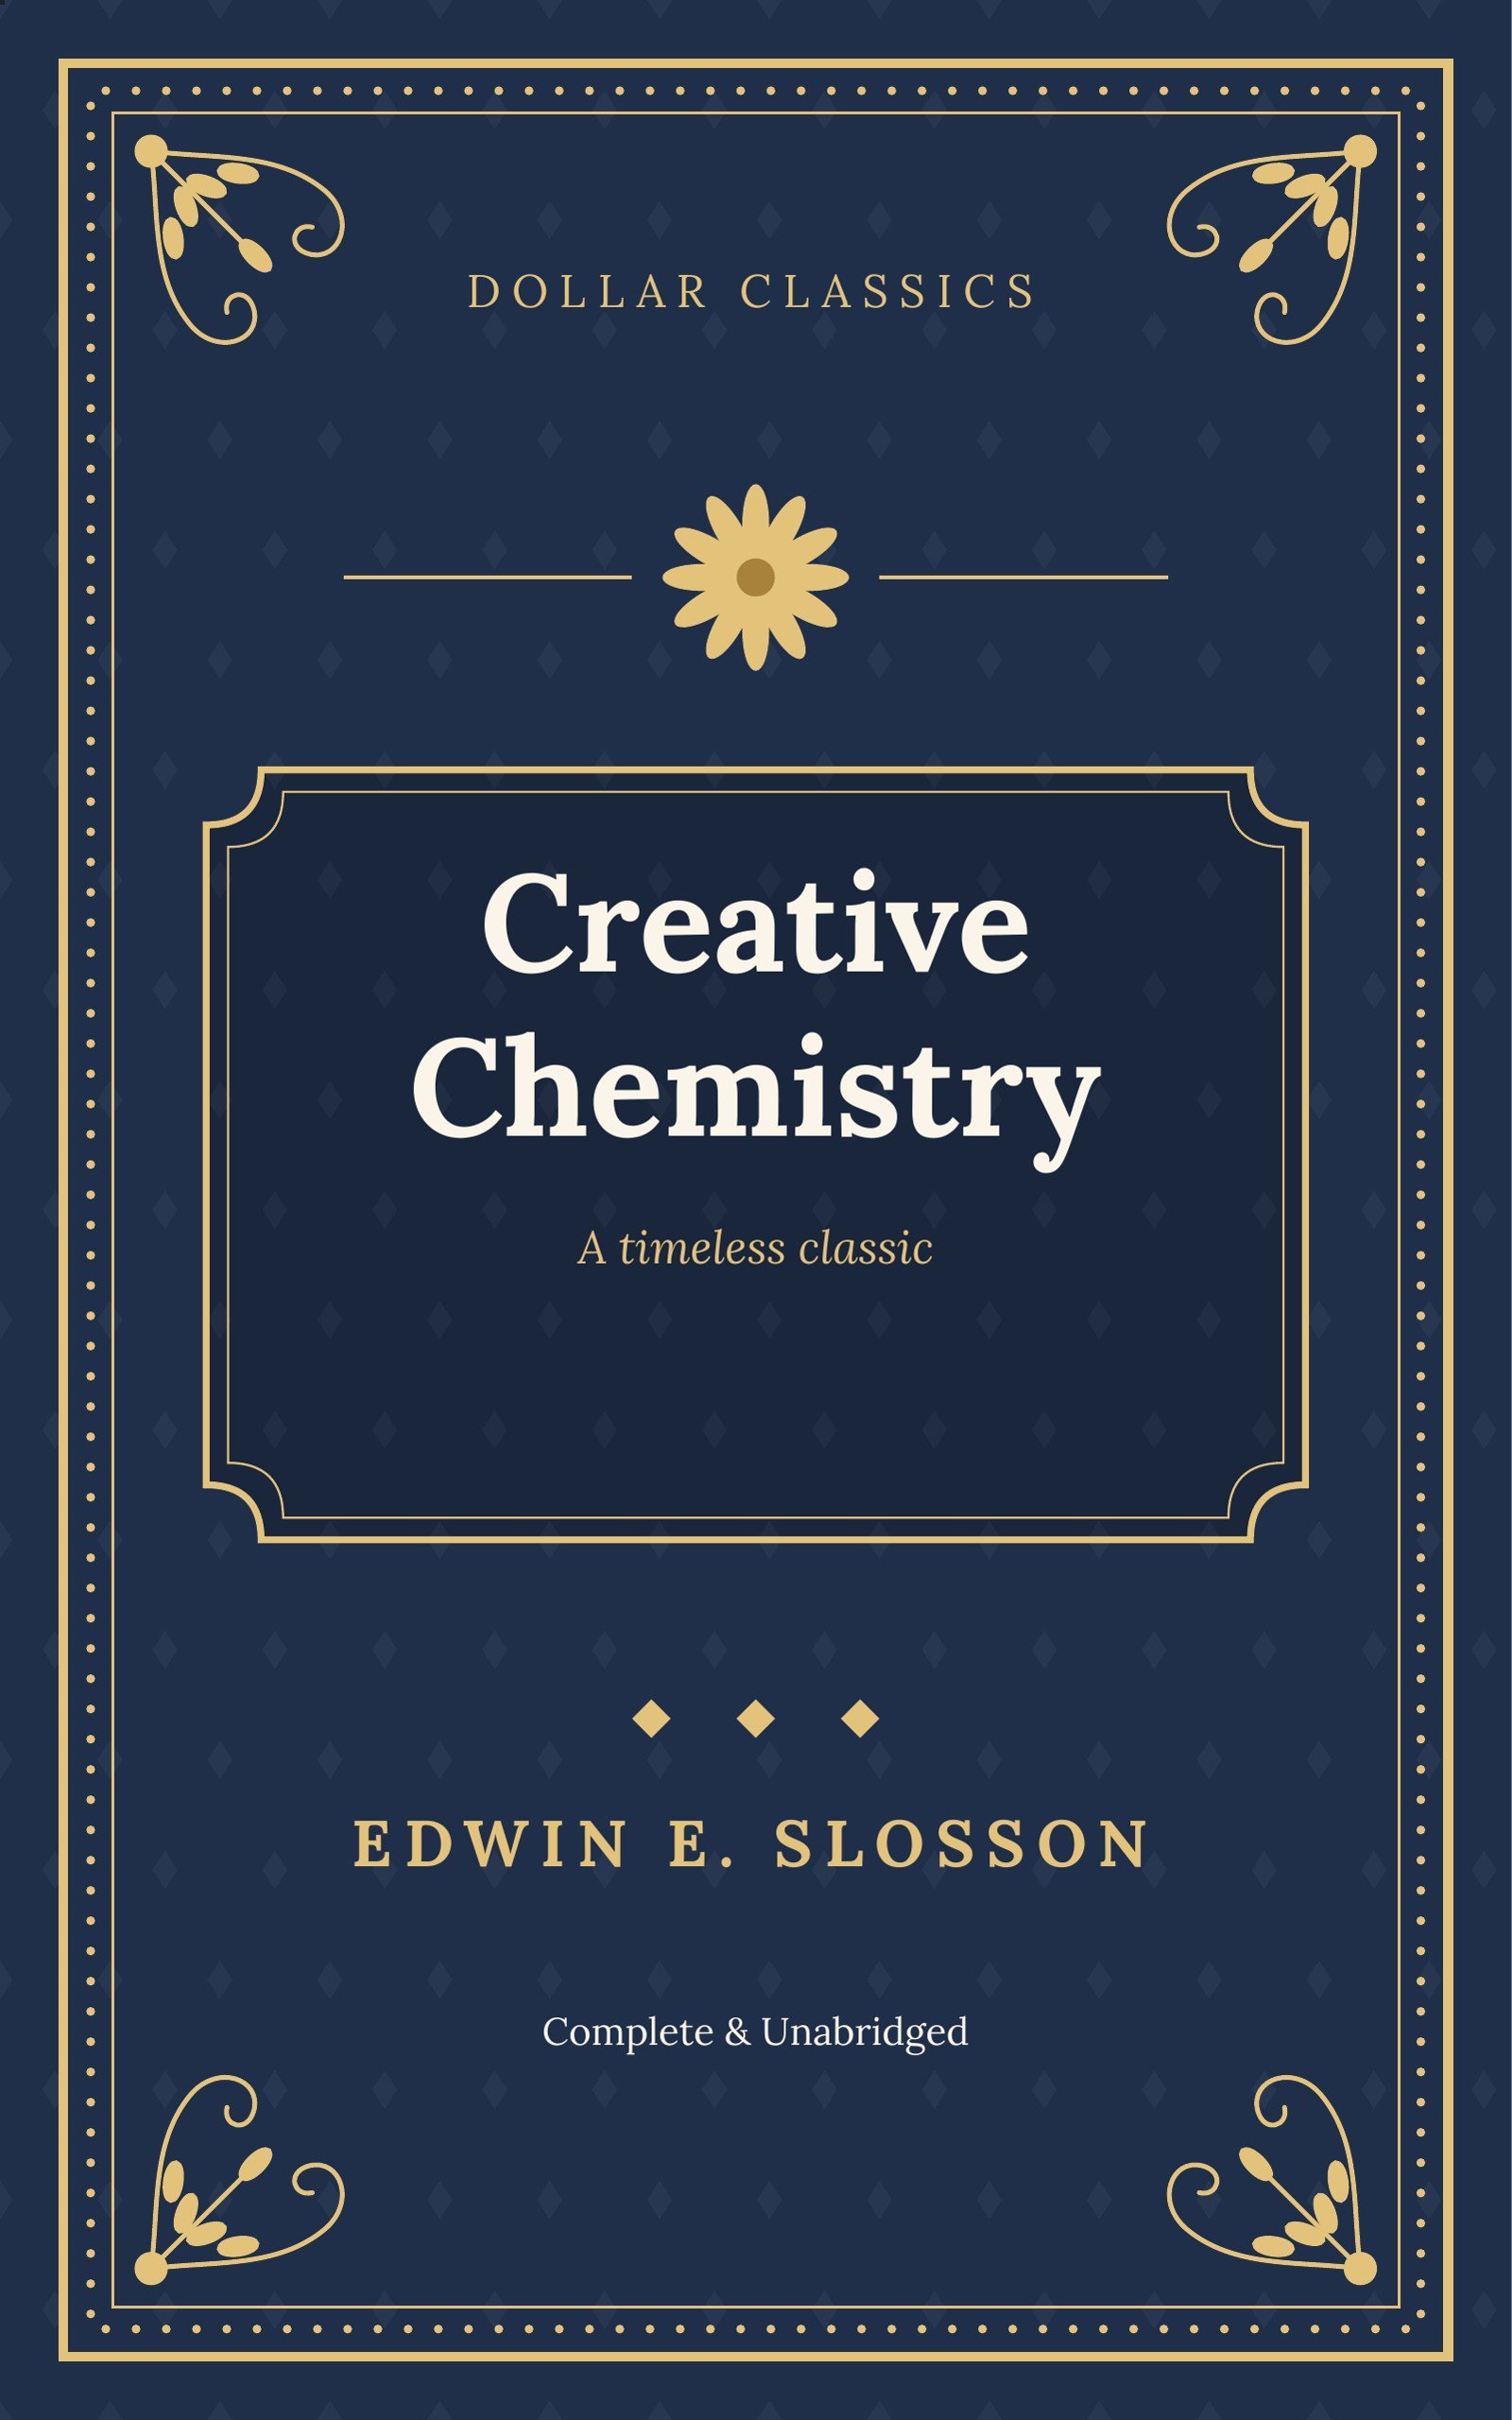 DOLLAR CLASSICS
Creative
Chemistry
A timeless classic
EDWIN E. SLOSSON
Complete & Unabridged